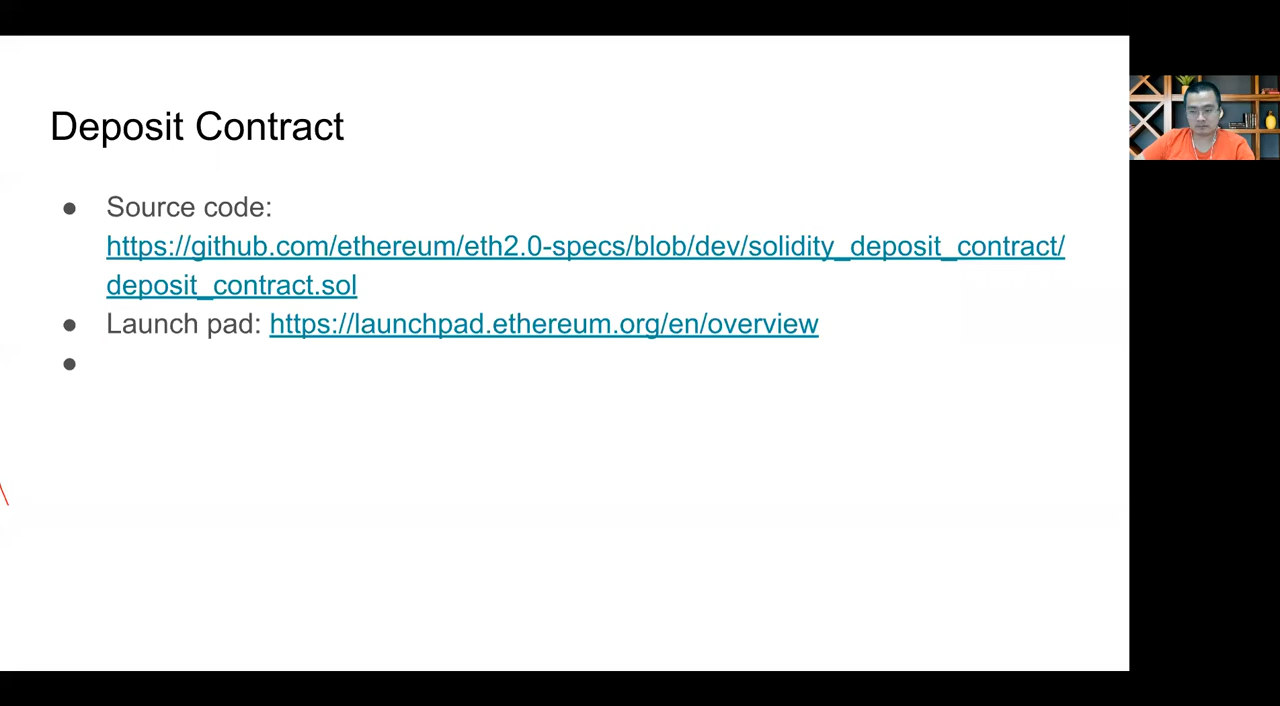 Deposit Contract
● Source code:
https://github.com/ethereum/eth2.0-specs/blob/dev/solidity_deposit_contract/
deposit_contract.sol
● Launch pad: https://launchpad.ethereum.org/en/overview
●